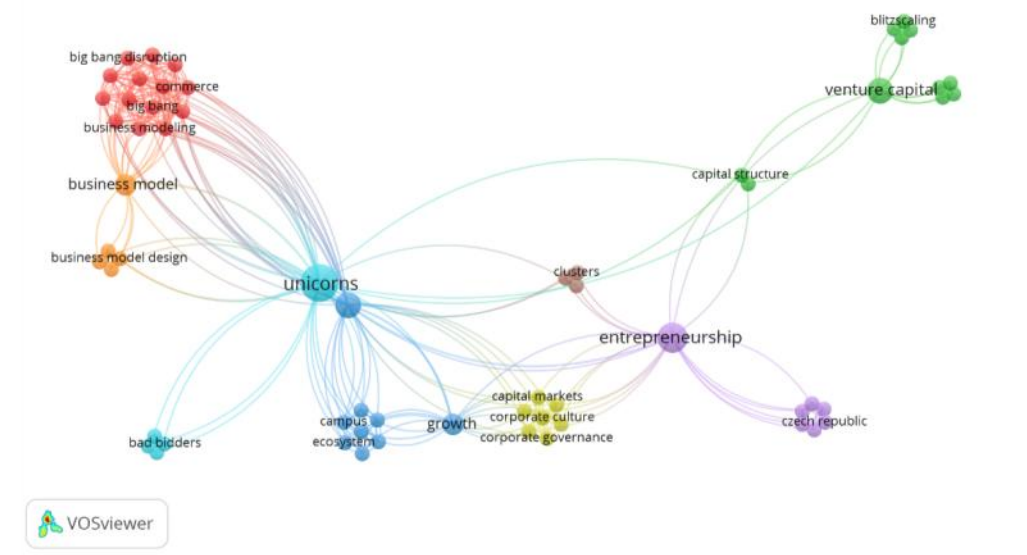 blitzscaling
big bang disruption
commerce
venture capital
big bang
business modeling
capital structure
business model
business model design
clusters
unicorns
entrepreneurship
capital markets
campus
corporate culture
czech republic
growth
ecosystem
corporate governance
bad bidders
VOSviewer